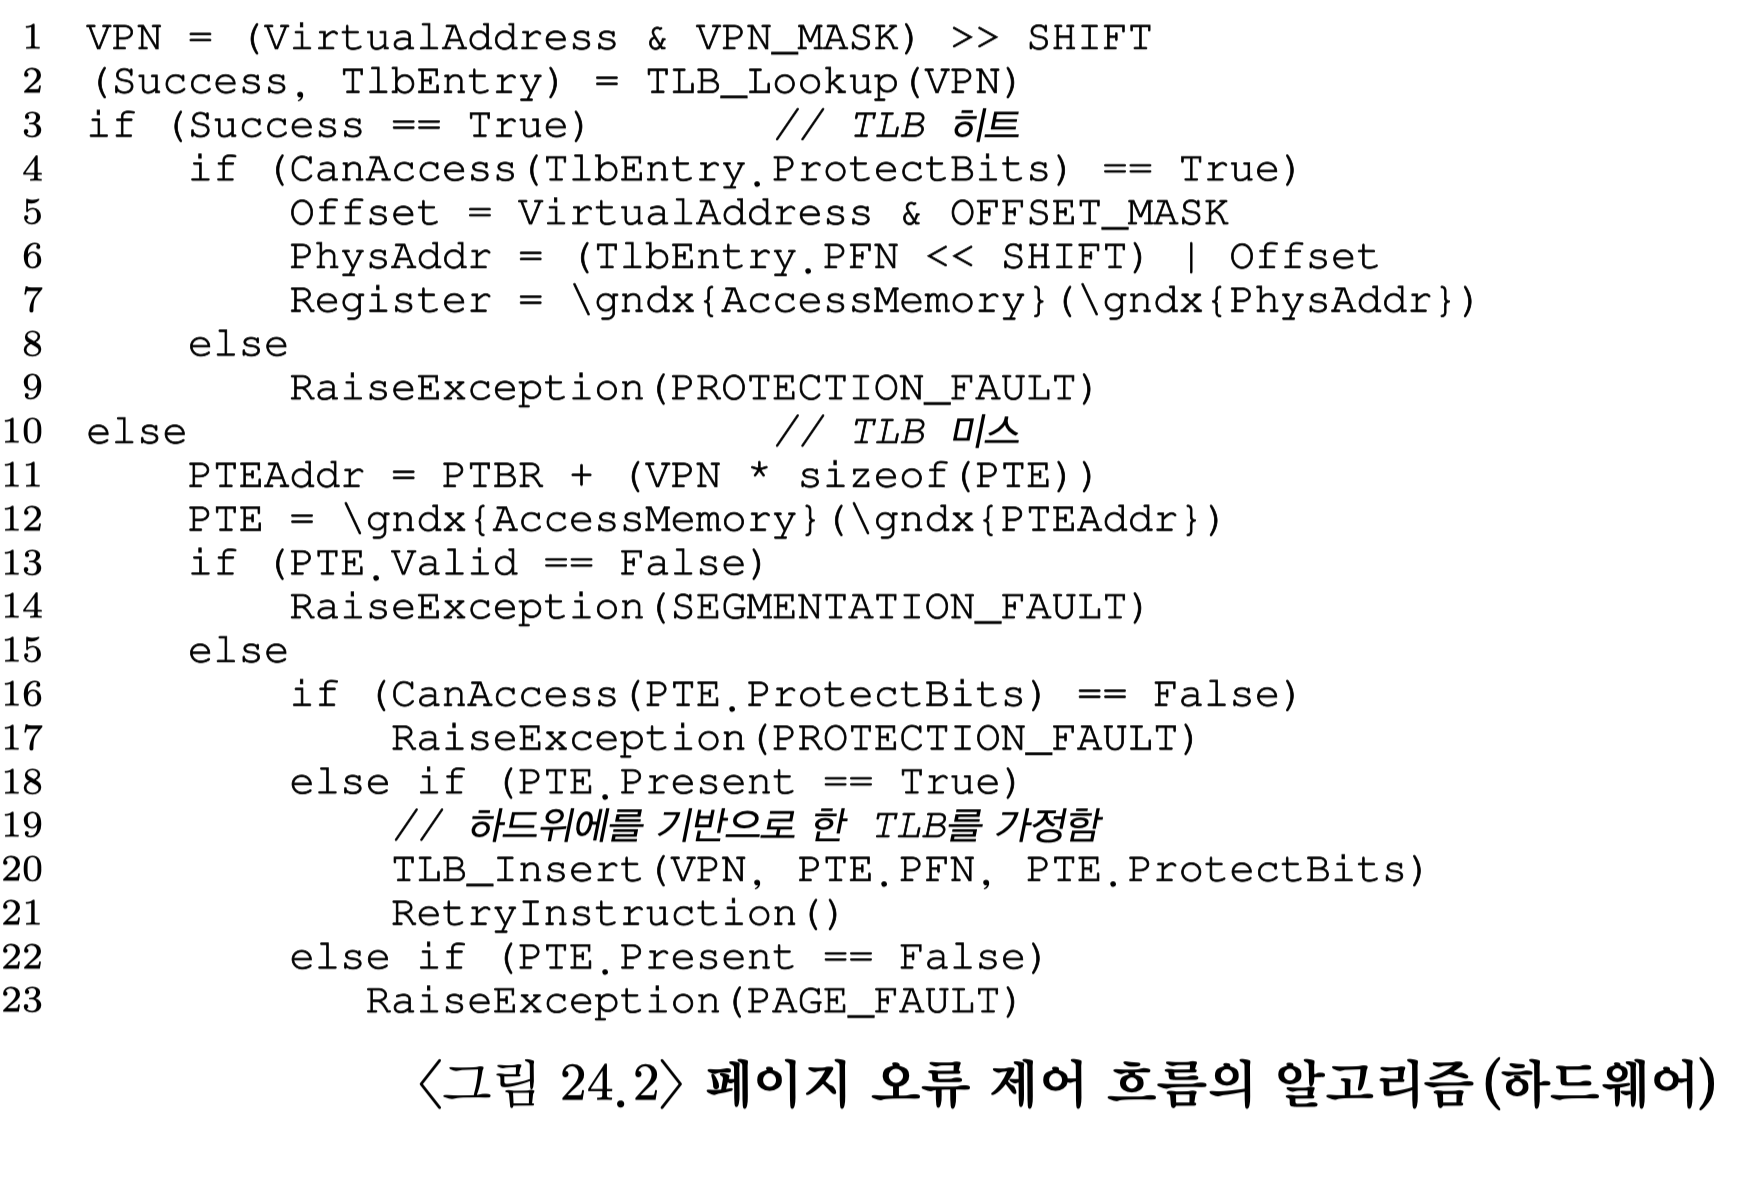 1 VPN = (VirtualAddress & VPN_MASK) >> SHIFT
2 (Success, TlbEntry) = TLB_Lookup(VPN)
3 if (Success == True) // TLB 히트
4 if (CanAccess(TlbEntry.ProtectBits) == True)
5 Offset = VirtualAddress & OFFSET_MASK
6 PhysAddr = (TlbEntry.PFN << SHIFT) | Offset
7 Register = \gndx{AccessMemory}(\gndx{PhysAddr})
8 else
9 RaiseException(PROTECTION_FAULT)
10 else // TLB 미스
11 PTEAddr = PTBR + (VPN * sizeof(PTE))
12 PTE = \gndx{AccessMemory}(\gndx{PTEAddr})
13 if (PTE.Valid == False)
14 RaiseException(SEGMENTATION_FAULT)
15 else
16 if (CanAccess(PTE.ProtectBits) == False)
17 RaiseException(PROTECTION_FAULT)
18 else if (PTE.Present == True)
19 // 하드위에를 기반으로 한 TLB를 가정함
20 TLB_Insert(VPN, PTE.PFN, PTE.ProtectBits)
21 RetryInstruction()
22 else if (PTE.Present == False)
23 RaiseException(PAGE_FAULT)
〈그림 24.2〉 페이지 오류 제어 흐름의 알고리즘(하드웨어)